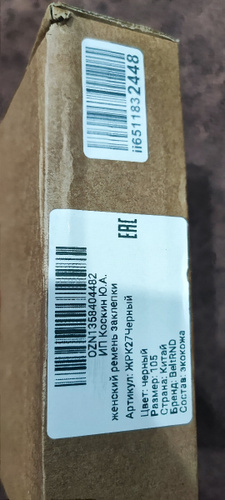 ii6511832448
EAC
OZN1358404482
ИП Коскин Ю.А.
женский ремень заклепки
Артикул: ЖРК27Черный
Цвет: черный
Размер: 105
Страна: Китай
Бренд: BeltRND
Состав: экокожа